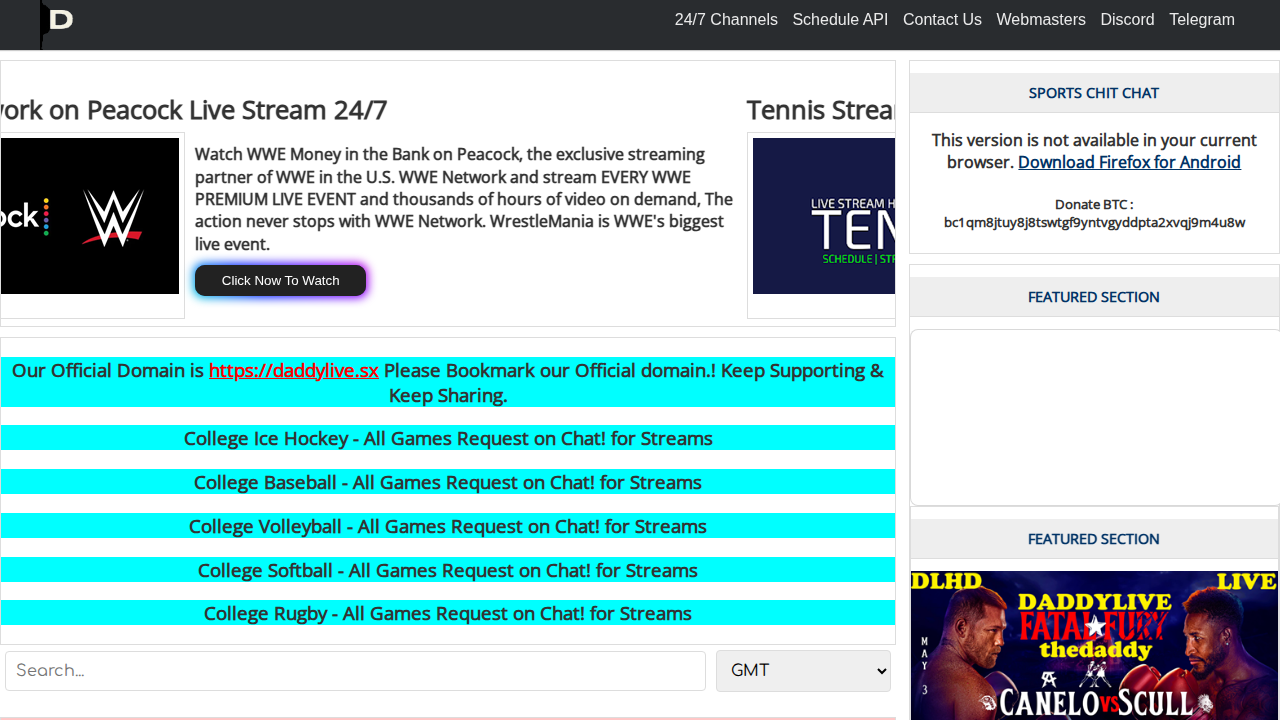 D
24/7 Channels Schedule API Contact Us Webmasters Discord Telegram
work on Peacock Live Stream 24/7
ock W
Watch WWE Money in the Bank on Peacock, the exclusive streaming
partner of WWE in the U.S. WWE Network and stream EVERY WWE
PREMIUM LIVE EVENT and thousands of hours of video on demand, The
action never stops with WWE Network. WrestleMania is WWE's biggest
live event.
Click Now To Watch
Tennis Strea
LIVE STREAM H
TEN
SCHEDULE | STR
Our Official Domain is https://daddylive.sx Please Bookmark our Official domain.! Keep Supporting &
Keep Sharing.
College Ice Hockey - All Games Request on Chat! for Streams
College Baseball - All Games Request on Chat! for Streams
College Volleyball - All Games Request on Chat! for Streams
College Softball - All Games Request on Chat! for Streams
College Rugby - All Games Request on Chat! for Streams
Search...
GMT
SPORTS CHIT CHAT
This version is not available in your current
browser. Download Firefox for Android
Donate BTC :
bc1qm8jtuy8j8tswtgf9yntvgyddpta2xvqj9m4u8w
FEATURED SECTION
FEATURED SECTION
DLHD LIVE
DADDYLIVE
FATAL FURY
thedaddy
MAY 3
CANELO VS SCULL